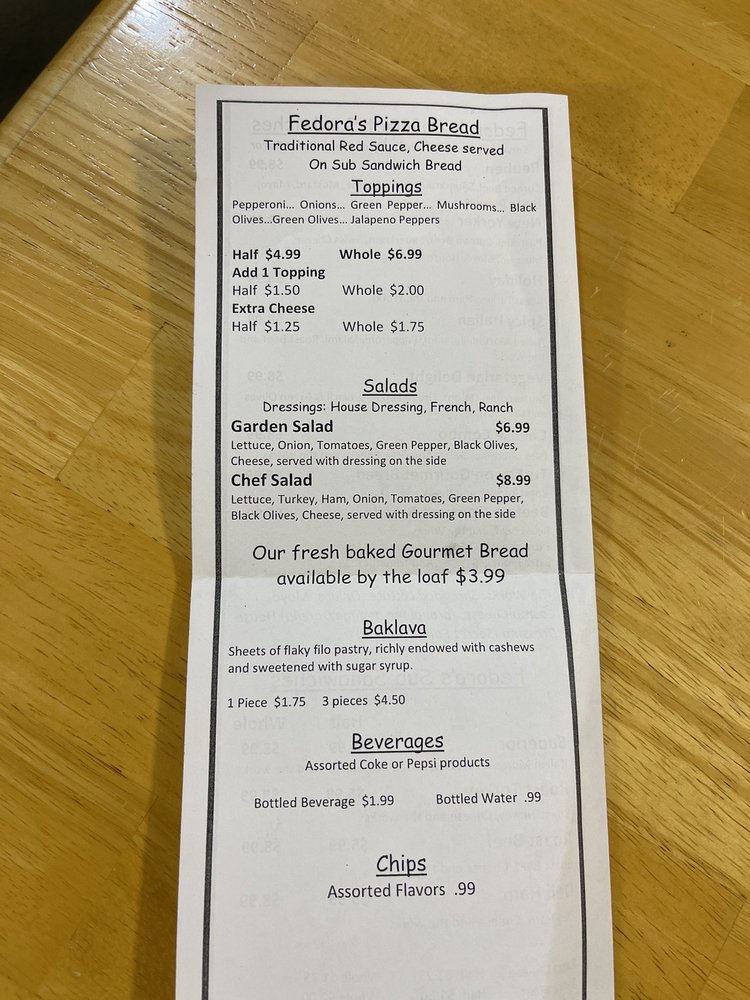 Fedora's Pizza Bread
Traditional Red Sauce, Cheese served
On Sub Sandwich Bread
Toppings
Pepperoni... Onions... Green Pepper... Mushrooms... Black
Olives...Green Olives... Jalapeno Peppers
Half $4.99 Whole $6.99
Add 1 Topping
Half $1.50 Whole $2.00
Extra Cheese
Half $1.25 Whole $1.75
Salads
Dressings: House Dressing, French, Ranch
Garden Salad $6.99
Lettuce, Onion, Tomatoes, Green Pepper, Black Olives,
Cheese, served with dressing on the side
Chef Salad $8.99
Lettuce, Turkey, Ham, Onion, Tomatoes, Green Pepper,
Black Olives, Cheese, served with dressing on the side
Our fresh baked Gourmet Bread
available by the loaf $3.99
Baklava
Sheets of flaky filo pastry, richly endowed with cashews
and sweetened with sugar syrup.
1 Piece $1.75 3 pieces $4.50
Beverages
Assorted Coke or Pepsi products
Bottled Beverage $1.99 Bottled Water .99
Chips
Assorted Flavors .99